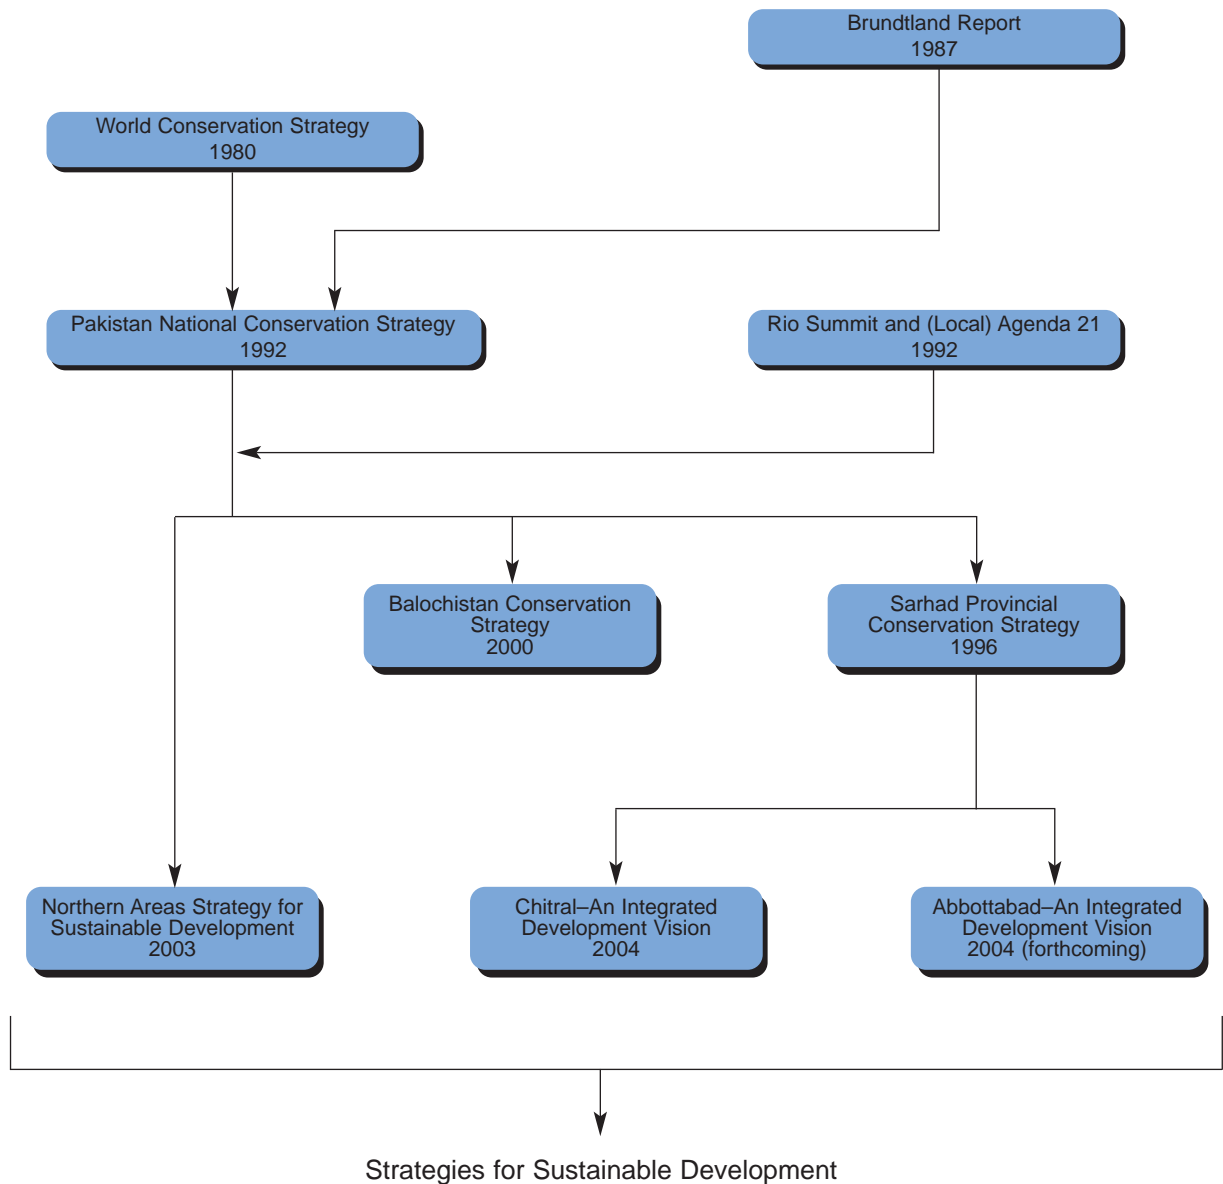 Brundtland Report
1987
World Conservation Strategy
1980
Pakistan National Conservation Strategy
1992
Rio Summit and (Local) Agenda 21
1992
Balochistan Conservation
Strategy
2000
Sarhad Provincial
Conservation Strategy
1996
Northern Areas Strategy for
Sustainable Development
2003
Chitral–An Integrated
Development Vision
2004
Abbottabad–An Integrated
Development Vision
2004 (forthcoming)
Strategies for Sustainable Development